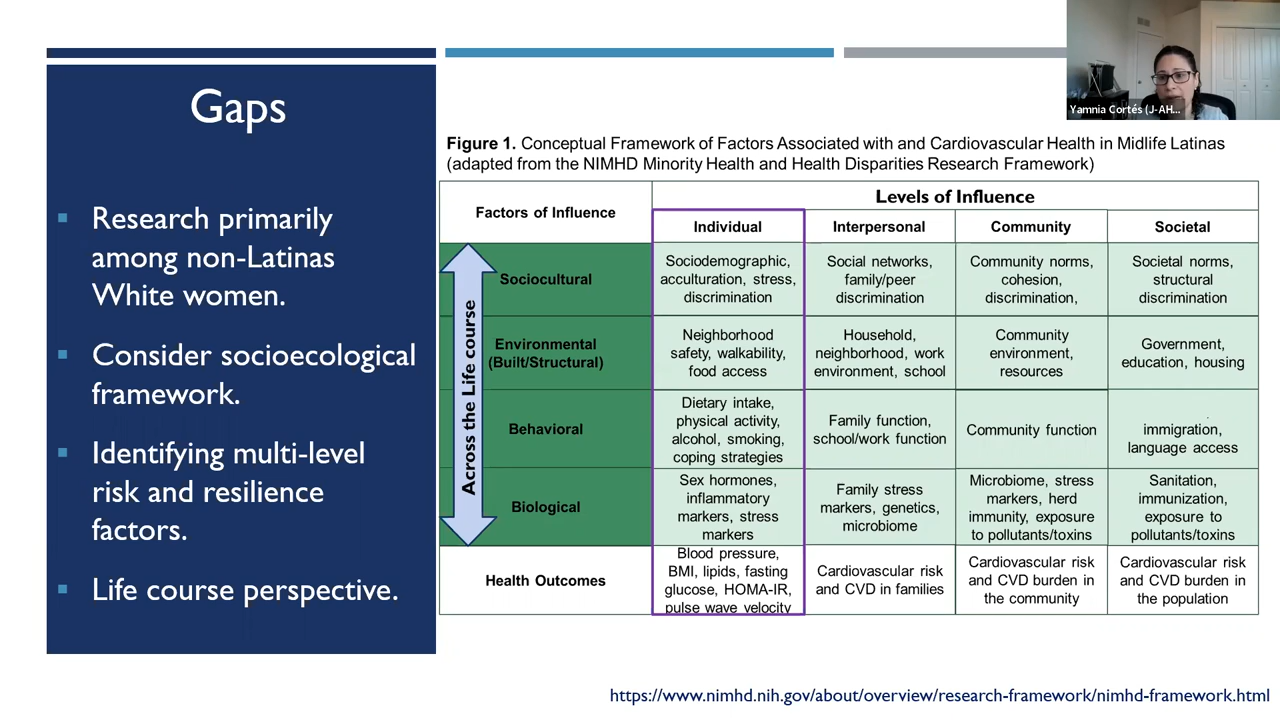 Gaps
Research primarily
among non-Latinas
White women.
Consider socioecological
framework.
Identifying multi-level
risk and resilience
factors.
Life course perspective.
Yamnia Cortés (J-AH...
Figure 1. Conceptual Framework of Factors Associated with and Cardiovascular Health in Midlife Latinas
(adapted from the NIMHD Minority Health and Health Disparities Research Framework)
Factors of Influence
Levels of Influence
Individual
Interpersonal
Community
Societal
Across the Life course
Sociocultural
Sociodemographic,
acculturation, stress,
discrimination
Social networks,
family/peer
discrimination
Community norms,
cohesion,
discrimination,
Societal norms,
structural
discrimination
Environmental
(Built/Structural)
Neighborhood
safety, walkability,
food access
Household,
neighborhood, work
environment, school
Community
environment,
resources
Government,
education, housing
Behavioral
Dietary intake,
physical activity,
alcohol, smoking,
coping strategies
Family function,
school/work function
Community function
immigration,
language access
Biological
Sex hormones,
inflammatory
markers, stress
markers
Family stress
markers, genetics,
microbiome
Microbiome, stress
markers, herd
immunity, exposure
to pollutants/toxins
Sanitation,
immunization,
exposure to
pollutants/toxins
Health Outcomes
Blood pressure,
BMI, lipids, fasting
glucose, HOMA-IR,
pulse wave velocity
Cardiovascular risk
and CVD in families
Cardiovascular risk
and CVD burden in
the community
Cardiovascular risk
and CVD burden in
the population
https://www.nimhd.nih.gov/about/overview/research-framework/nimhd-framework.html